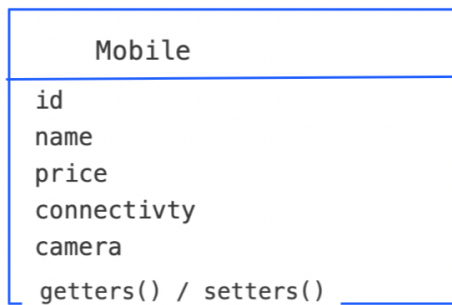 Mobile
id
name
price
connectivty
camera
getters() / setters()